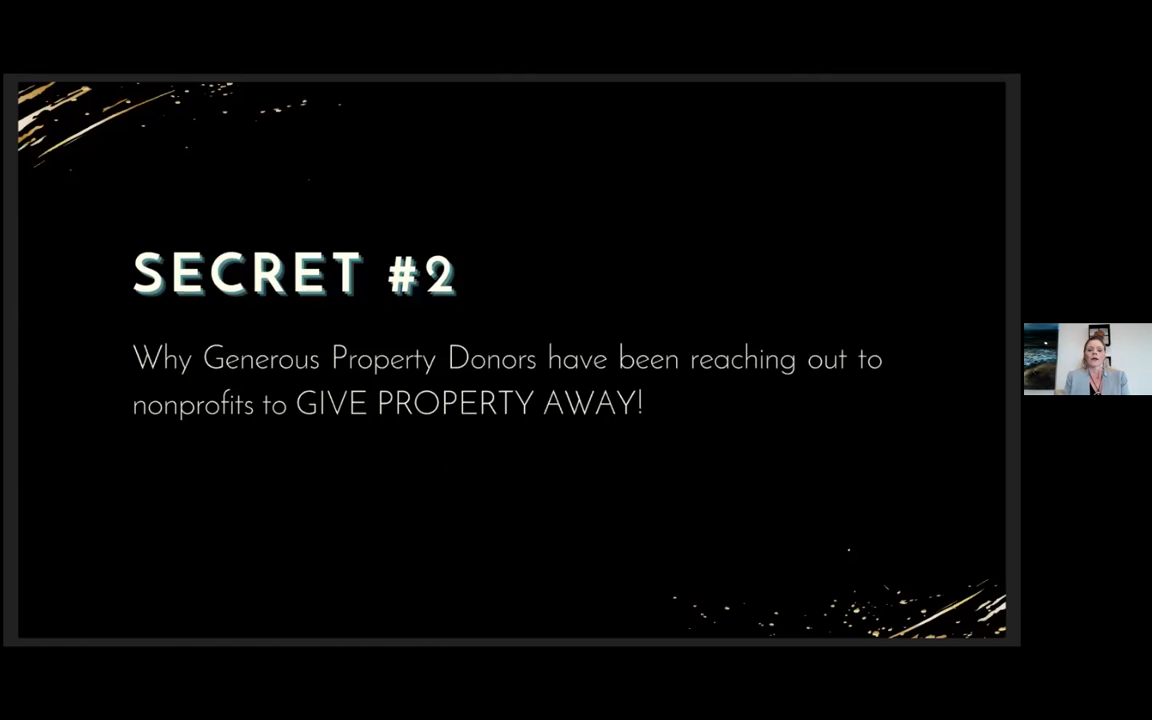 SECRET #2
Why Generous Property Donors have been reaching out to
nonprofits to GIVE PROPERTY AWAY!